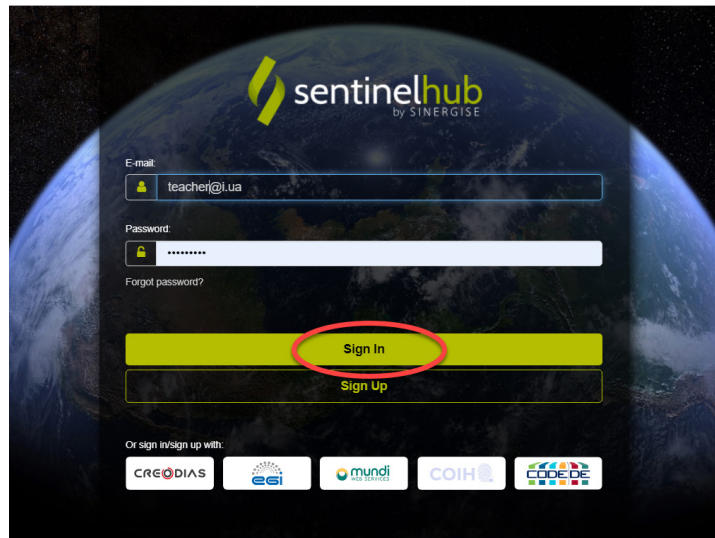 sentinelhub
by SINERGISE
E-mail:
teacher@i.ua
Password:
•••••••••
Forgot password?
Sign In
Sign Up
Or sign in/sign up with:
CREODIAS egi mundi WEB SERVICES COIH CODE DE